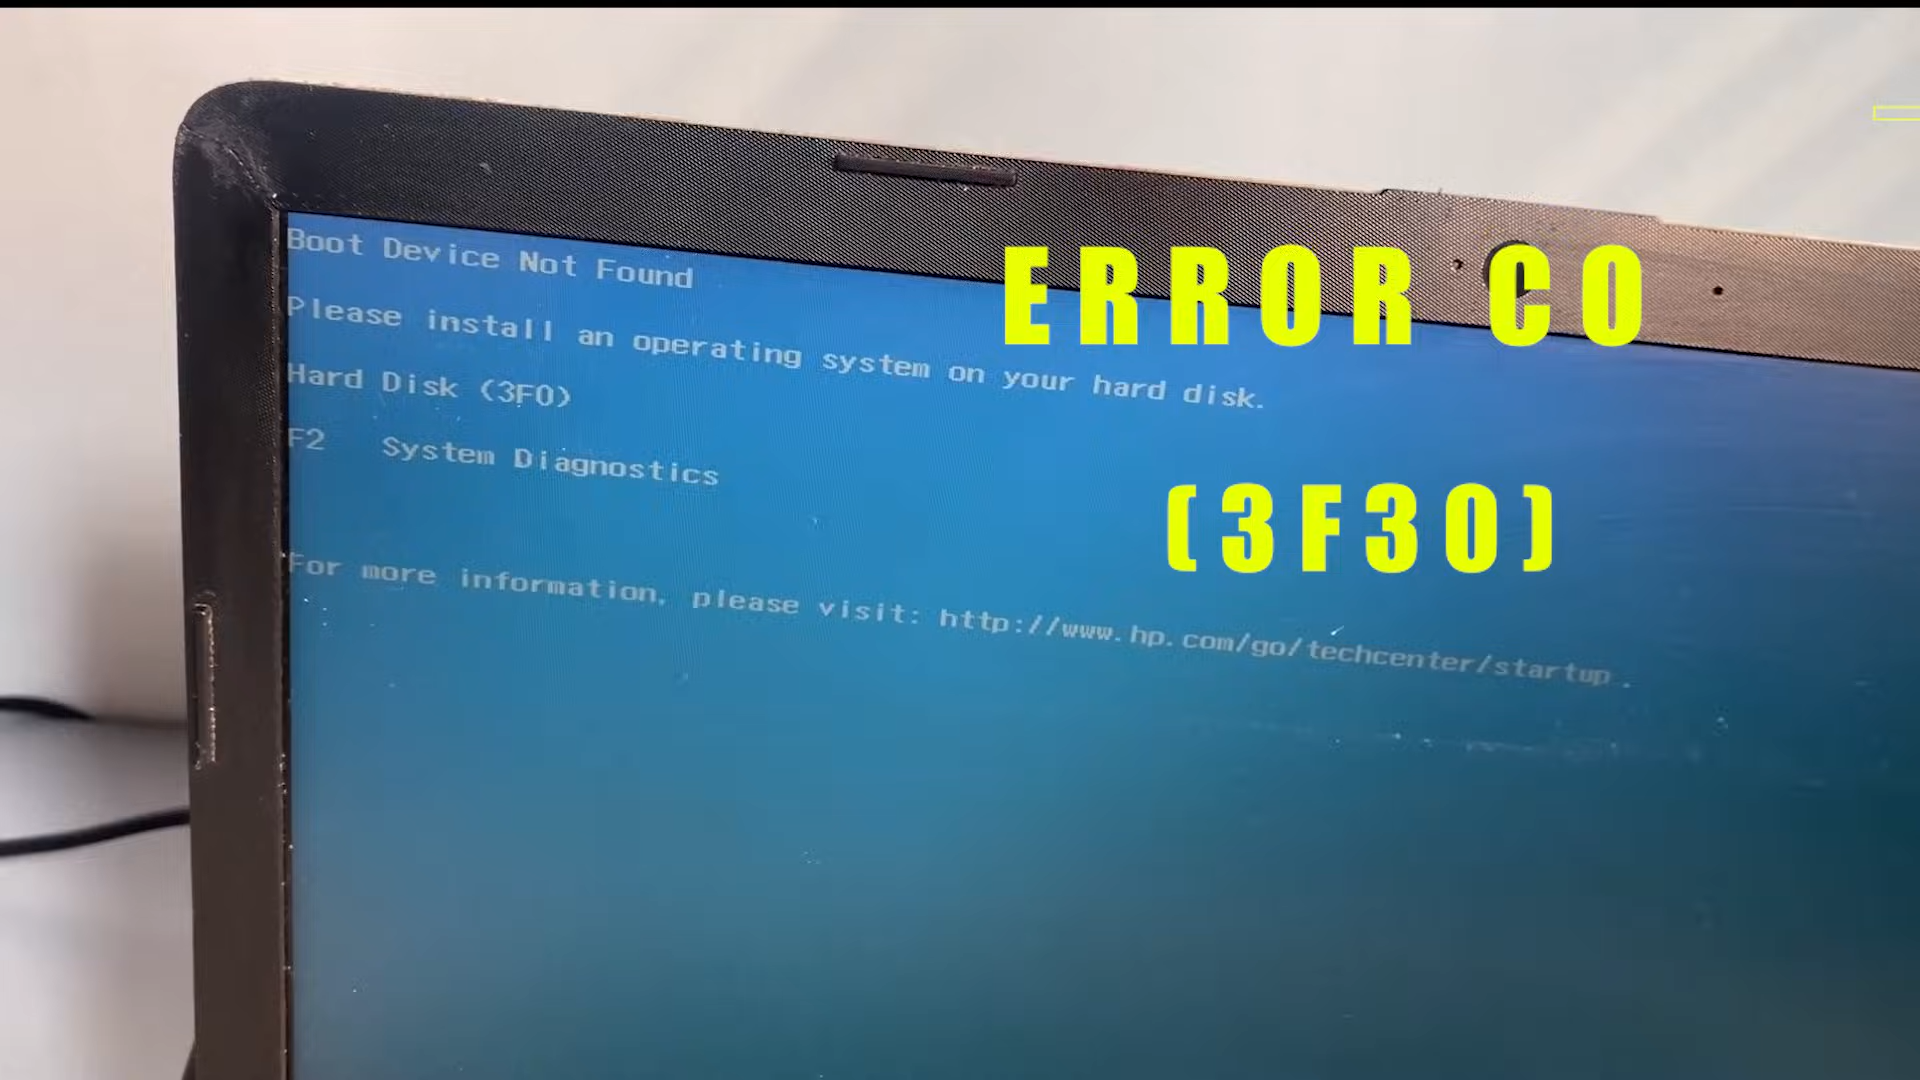 Boot Device Not Found
Please install an operating system on your hard disk.
Hard Disk (3F0)
F2 System Diagnostics
For more information, please visit: http://www.hp.com/go/techcenter/startup.
ERROR CO
(3F30)